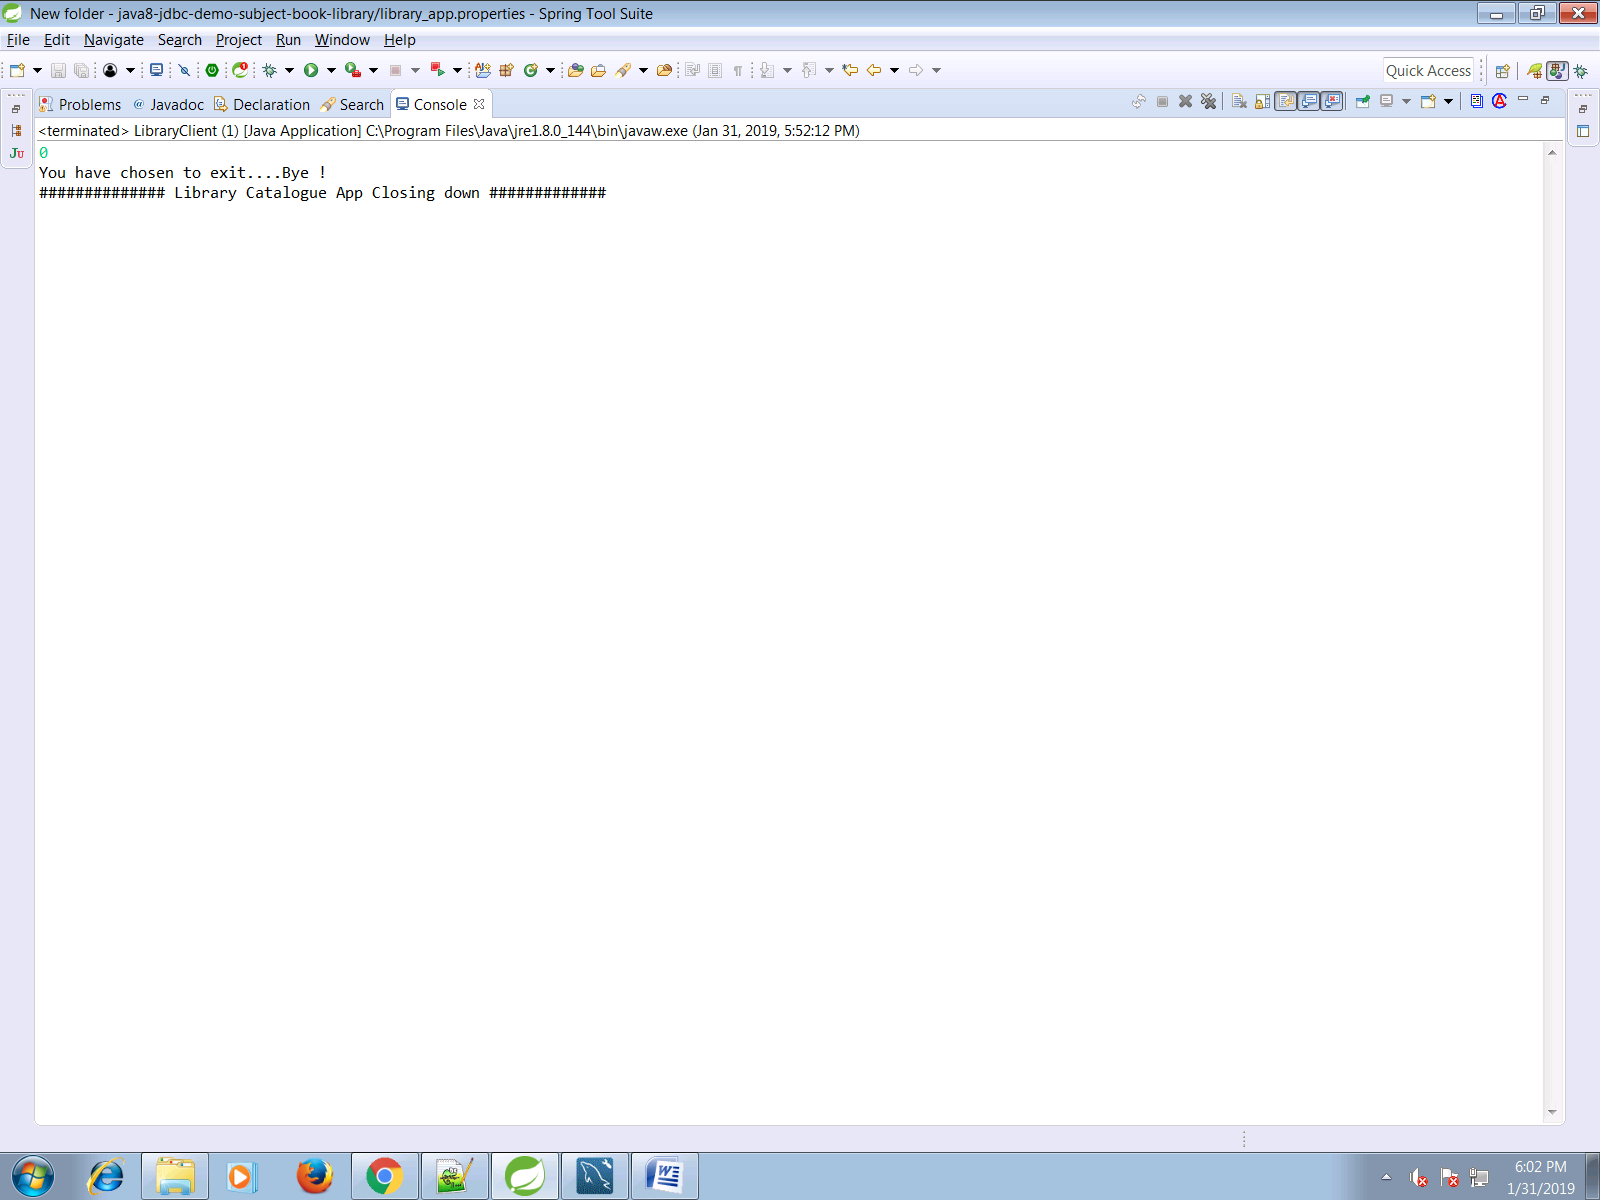 New folder - java8-jdbc-demo-subject-book-library/library_app.properties - Spring Tool Suite
File Edit Navigate Search Project Run Window Help
Quick Access
Problems @ Javadoc Declaration Search Console
<terminated> LibraryClient (1) [Java Application] C:\Program Files\Java\jre1.8.0_144\bin\javaw.exe (Jan 31, 2019, 5:52:12 PM)
0
You have chosen to exit....Bye !
############## Library Catalogue App Closing down #############
6:02 PM
1/31/2019